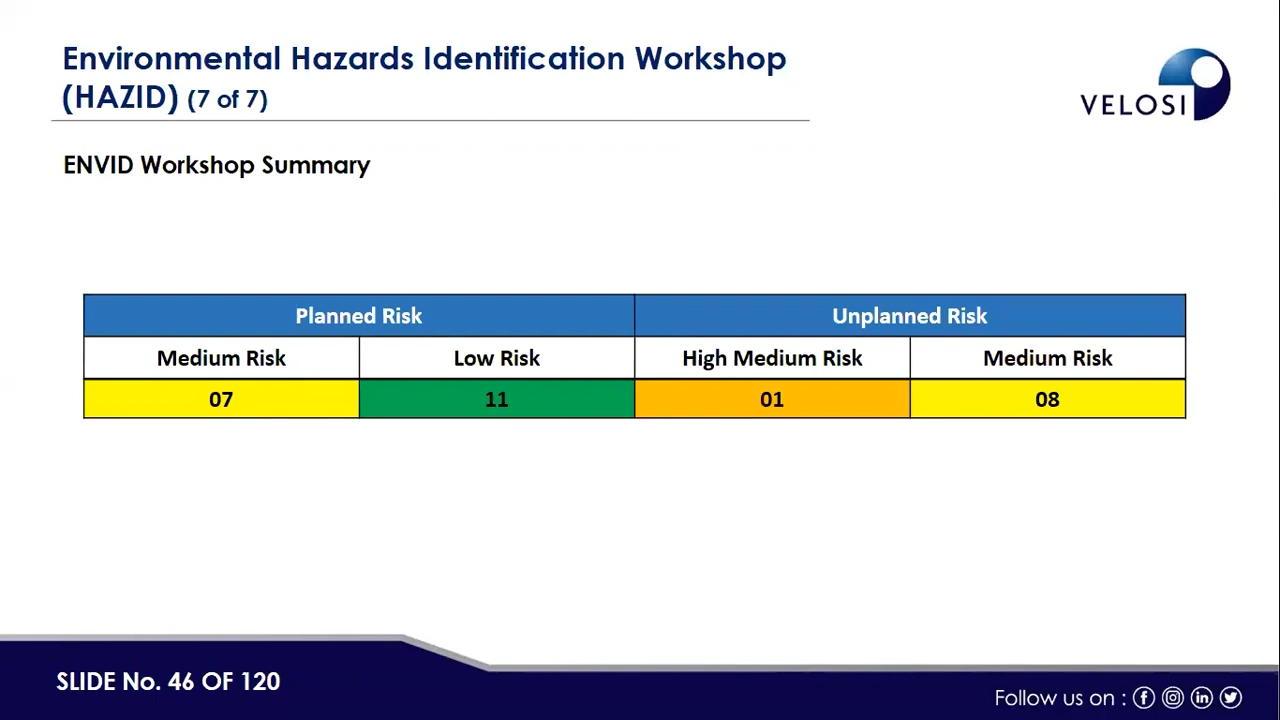 Environmental Hazards Identification Workshop
(HAZID) (7 of 7)
VELOSI
ENVID Workshop Summary
Planned Risk Unplanned Risk
Medium Risk Low Risk High Medium Risk Medium Risk
07 11 01 08
SLIDE No. 46 OF 120
Follow us on :